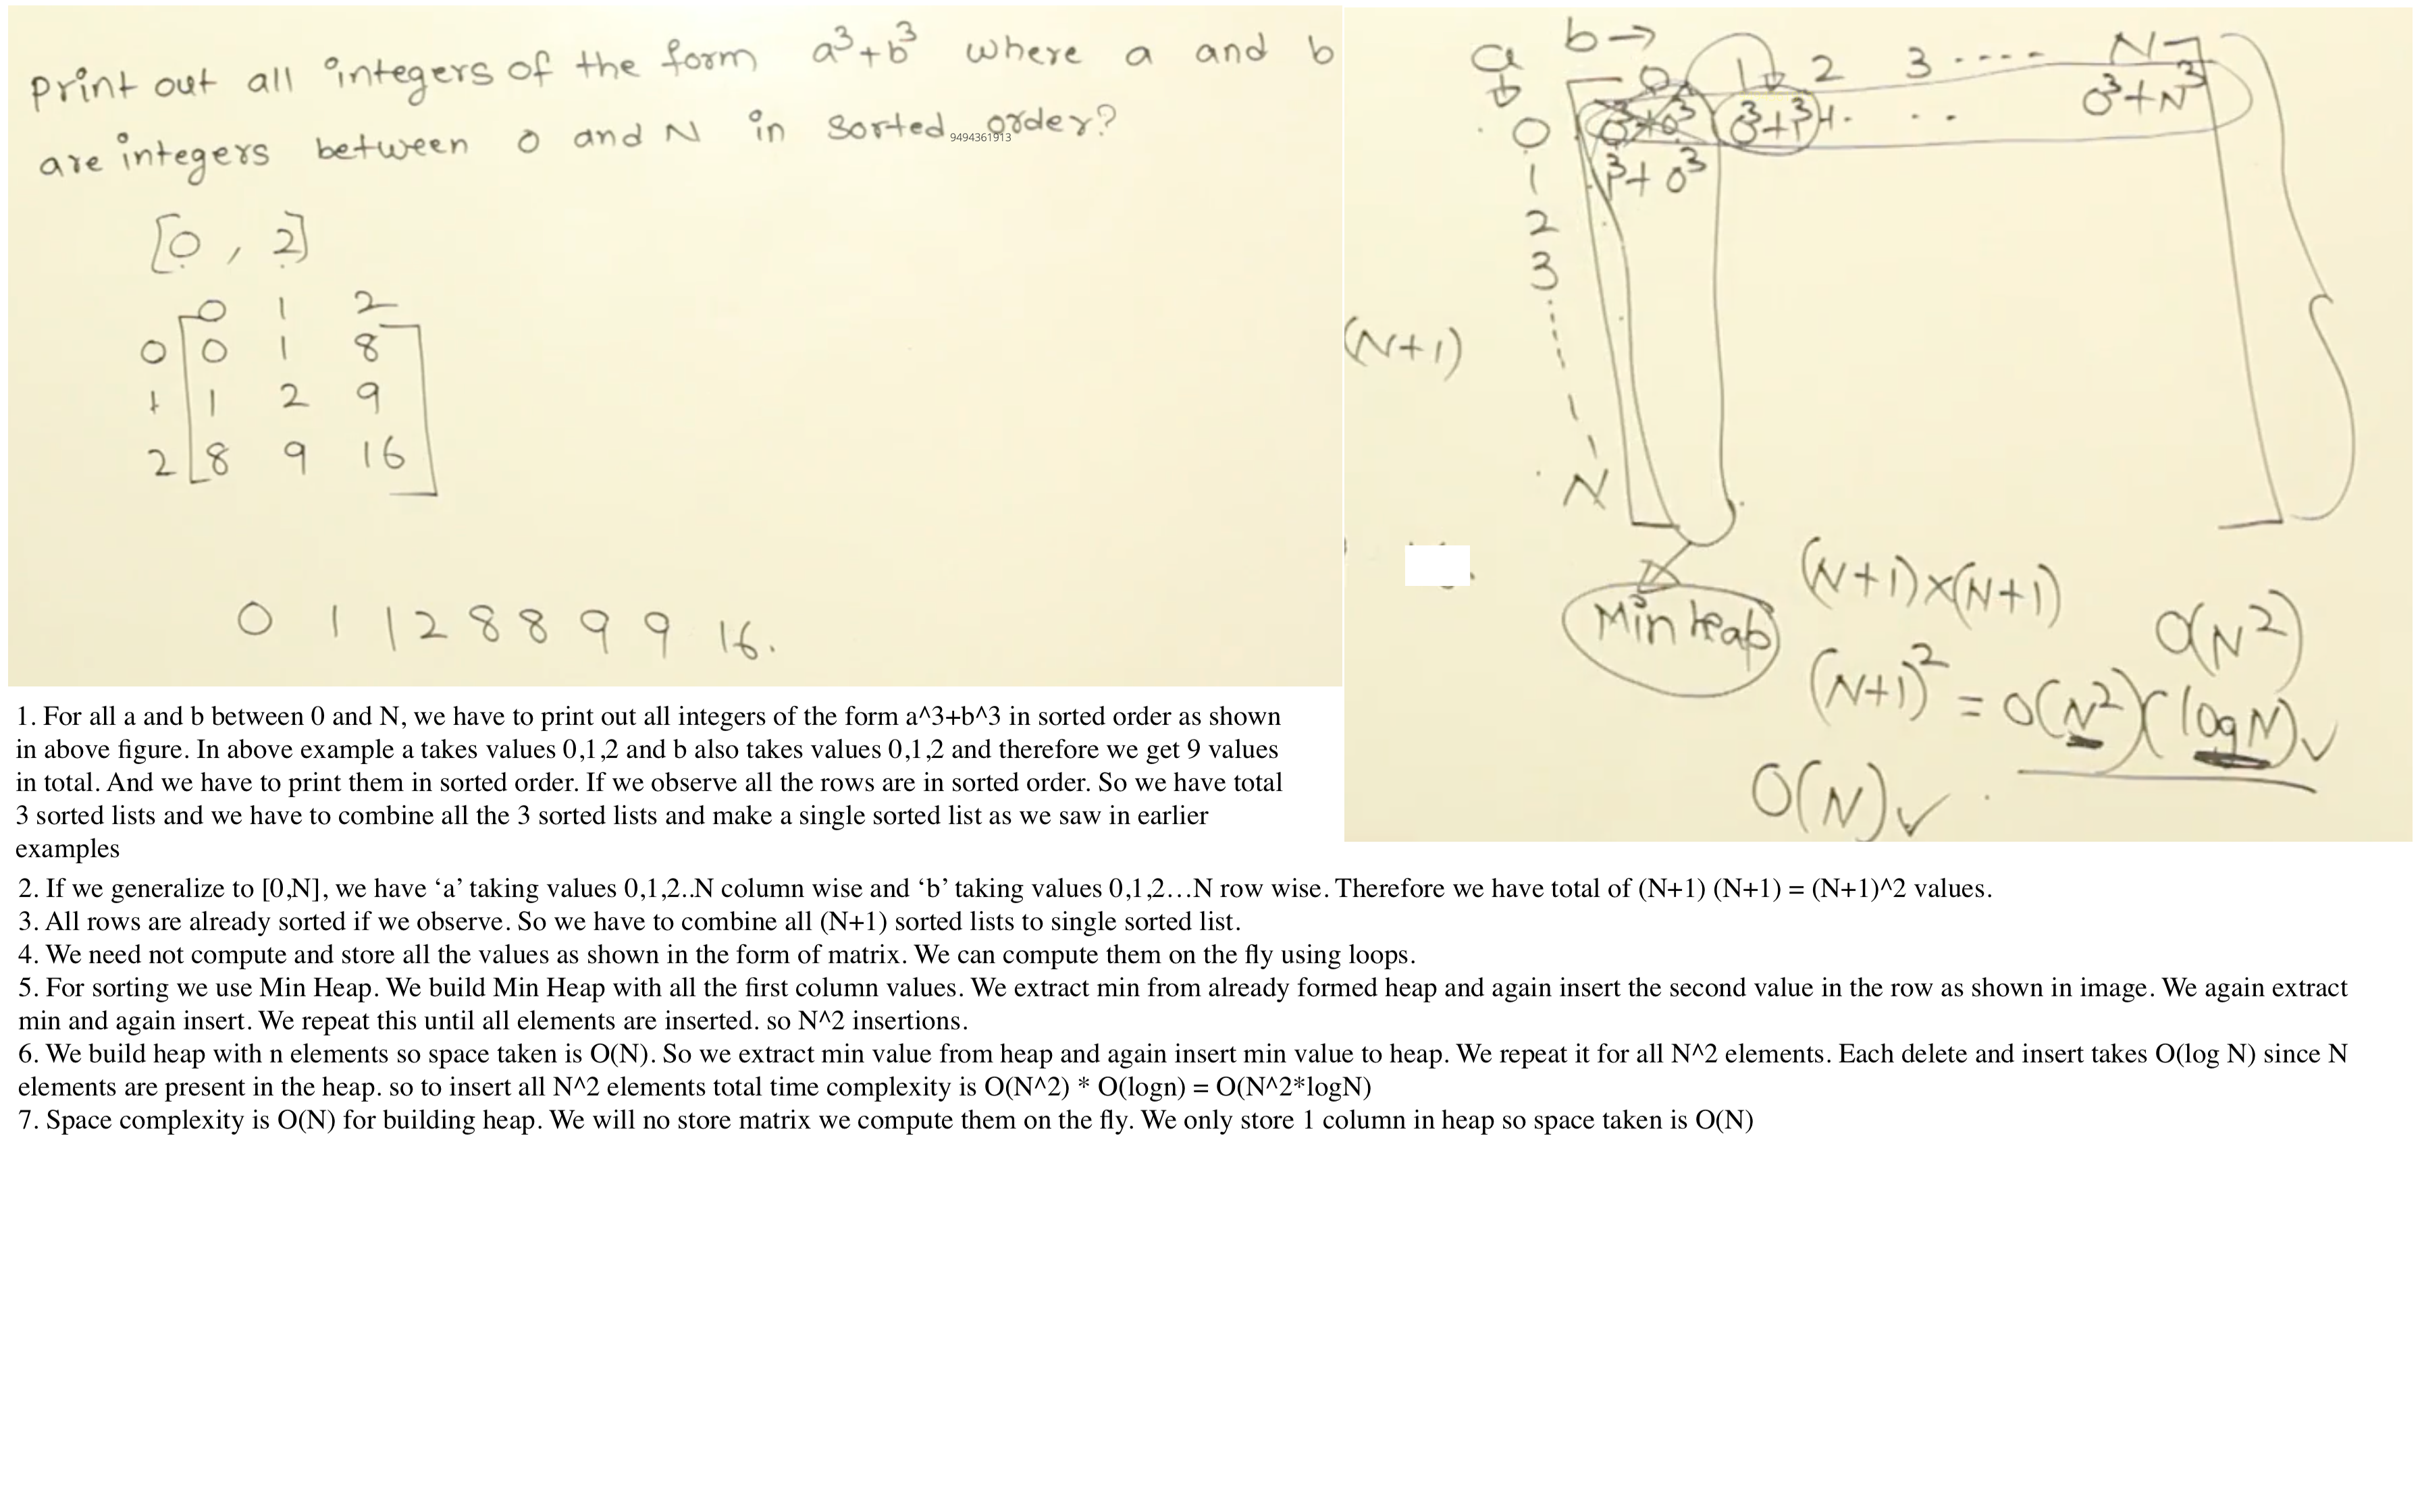 Print out all integers of the form a³+b³ where a and b
are integers between 0 and N in sorted order?
9494361913
[0, 2]
0 1 2
0 0 1 8
1 1 2 9
2 8 9 16
0 1 1 2 8 8 9 9 16.
b→
a
0 1 2 3 ---- N
0 0³+0³ 0³+1³ .. 0³+N³
1 1³+0³
2
3
(N+1)
N
Min heap
(N+1)×(N+1)
O(N²)
(N+1)² = O(N²)(log N)✓
O(N)✓
1. For all a and b between 0 and N, we have to print out all integers of the form a^3+b^3 in sorted order as shown
in above figure. In above example a takes values 0,1,2 and b also takes values 0,1,2 and therefore we get 9 values
in total. And we have to print them in sorted order. If we observe all the rows are in sorted order. So we have total
3 sorted lists and we have to combine all the 3 sorted lists and make a single sorted list as we saw in earlier
examples
2. If we generalize to [0,N], we have ‘a’ taking values 0,1,2..N column wise and ‘b’ taking values 0,1,2…N row wise. Therefore we have total of (N+1) (N+1) = (N+1)^2 values.
3. All rows are already sorted if we observe. So we have to combine all (N+1) sorted lists to single sorted list.
4. We need not compute and store all the values as shown in the form of matrix. We can compute them on the fly using loops.
5. For sorting we use Min Heap. We build Min Heap with all the first column values. We extract min from already formed heap and again insert the second value in the row as shown in image. We again extract
min and again insert. We repeat this until all elements are inserted. so N^2 insertions.
6. We build heap with n elements so space taken is O(N). So we extract min value from heap and again insert min value to heap. We repeat it for all N^2 elements. Each delete and insert takes O(log N) since N
elements are present in the heap. so to insert all N^2 elements total time complexity is O(N^2) * O(logn) = O(N^2*logN)
7. Space complexity is O(N) for building heap. We will no store matrix we compute them on the fly. We only store 1 column in heap so space taken is O(N)